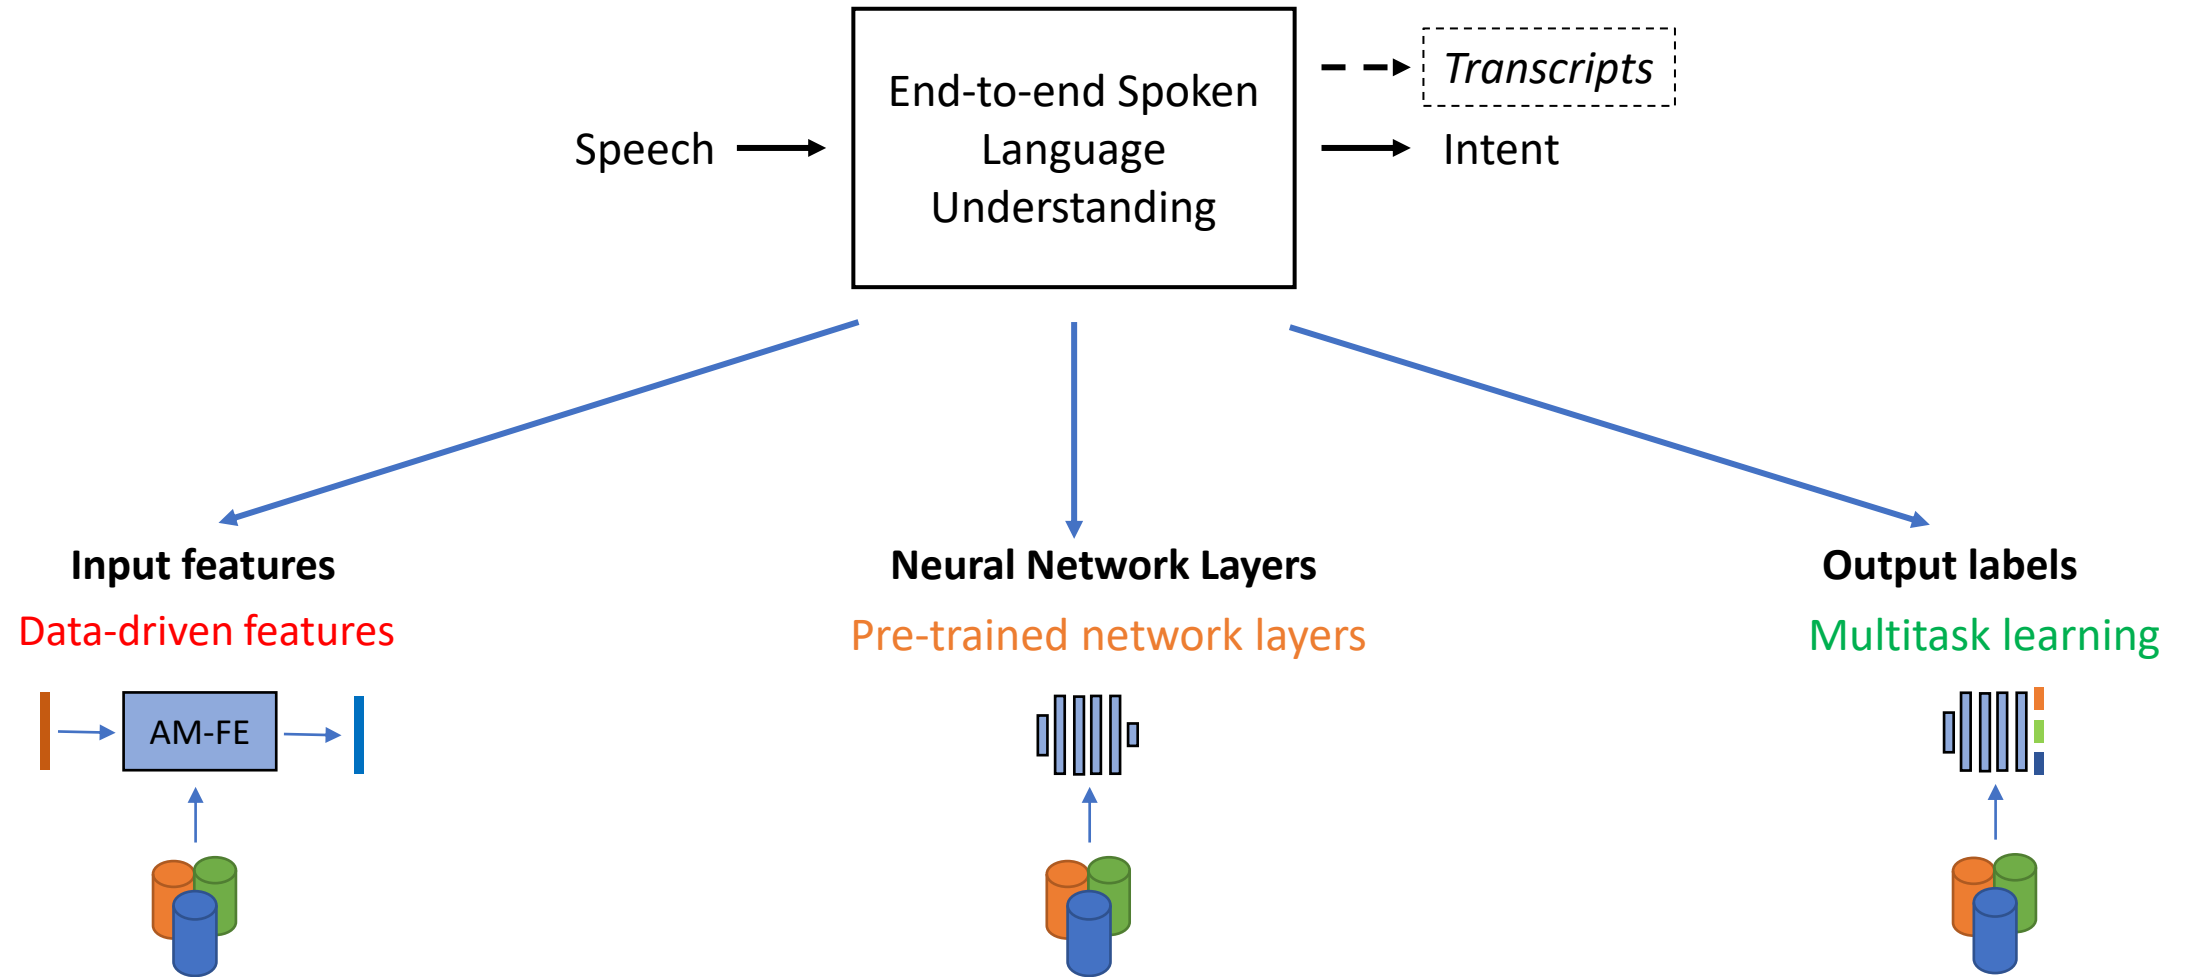 End-to-end Spoken
Language
Understanding
Speech
Transcripts
Intent
Input features
Data-driven features
AM-FE
Neural Network Layers
Pre-trained network layers
Output labels
Multitask learning